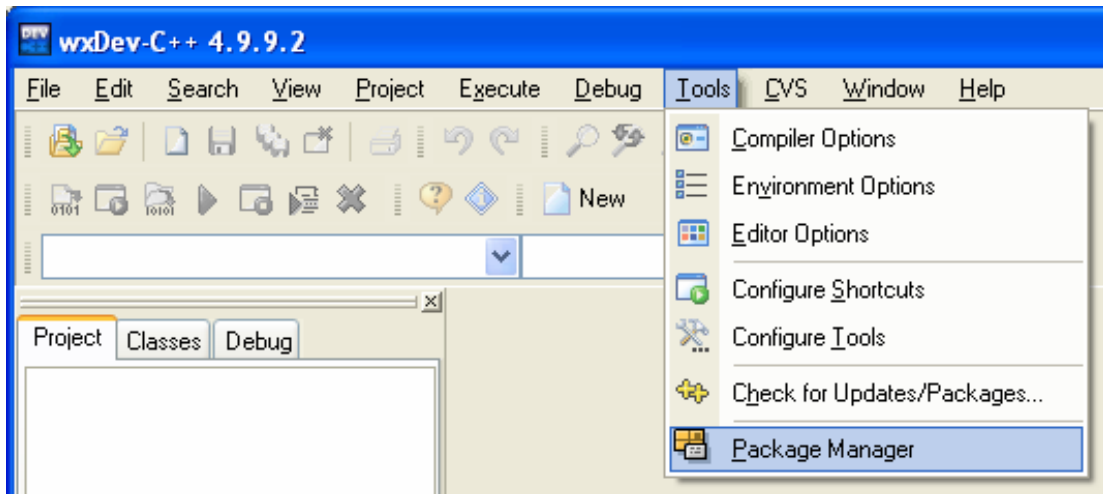 wxDev-C++ 4.9.9.2
File Edit Search View Project Execute Debug Tools CVS Window Help
Compiler Options
Environment Options
Editor Options
New
Configure Shortcuts
Configure Tools
Project Classes Debug
Check for Updates/Packages...
Package Manager